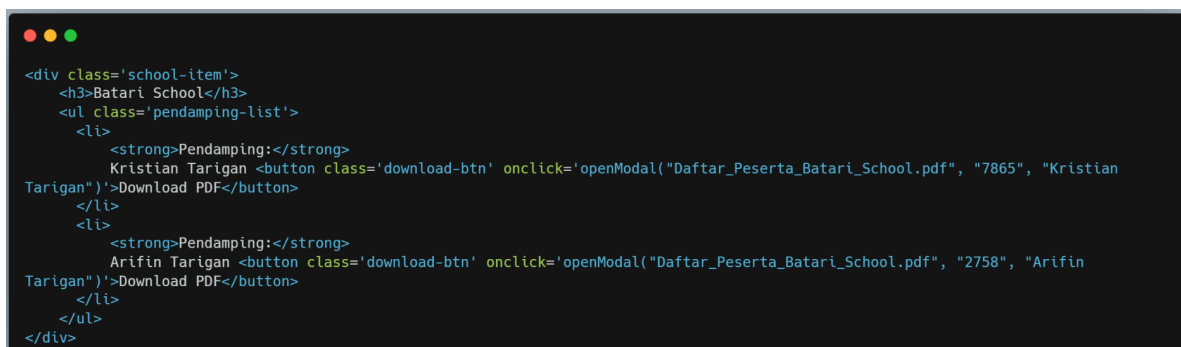 <div class='school-item'>
    <h3>Batari School</h3>
    <ul class='pendamping-list'>
      <li>
         <strong>Pendamping:</strong>
         Kristian Tarigan <button class='download-btn' onclick='openModal("Daftar_Peserta_Batari_School.pdf", "7865", "Kristian
Tarigan")'>Download PDF</button>
      </li>
      <li>
         <strong>Pendamping:</strong>
         Arifin Tarigan <button class='download-btn' onclick='openModal("Daftar_Peserta_Batari_School.pdf", "2758", "Arifin
Tarigan")'>Download PDF</button>
      </li>
    </ul>
</div>